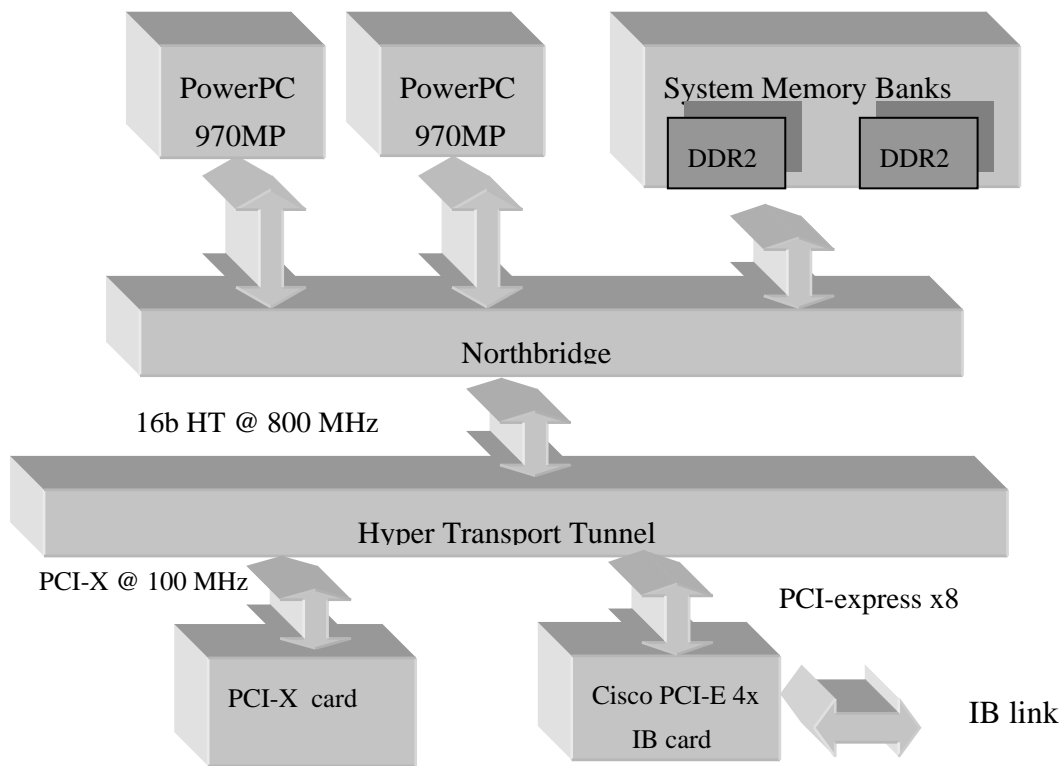 PowerPC
970MP
PowerPC
970MP
System Memory Banks
DDR2
DDR2
Northbridge
16b HT @ 800 MHz
Hyper Transport Tunnel
PCI-X @ 100 MHz
PCI-express x8
PCI-X card
Cisco PCI-E 4x
IB card
IB link